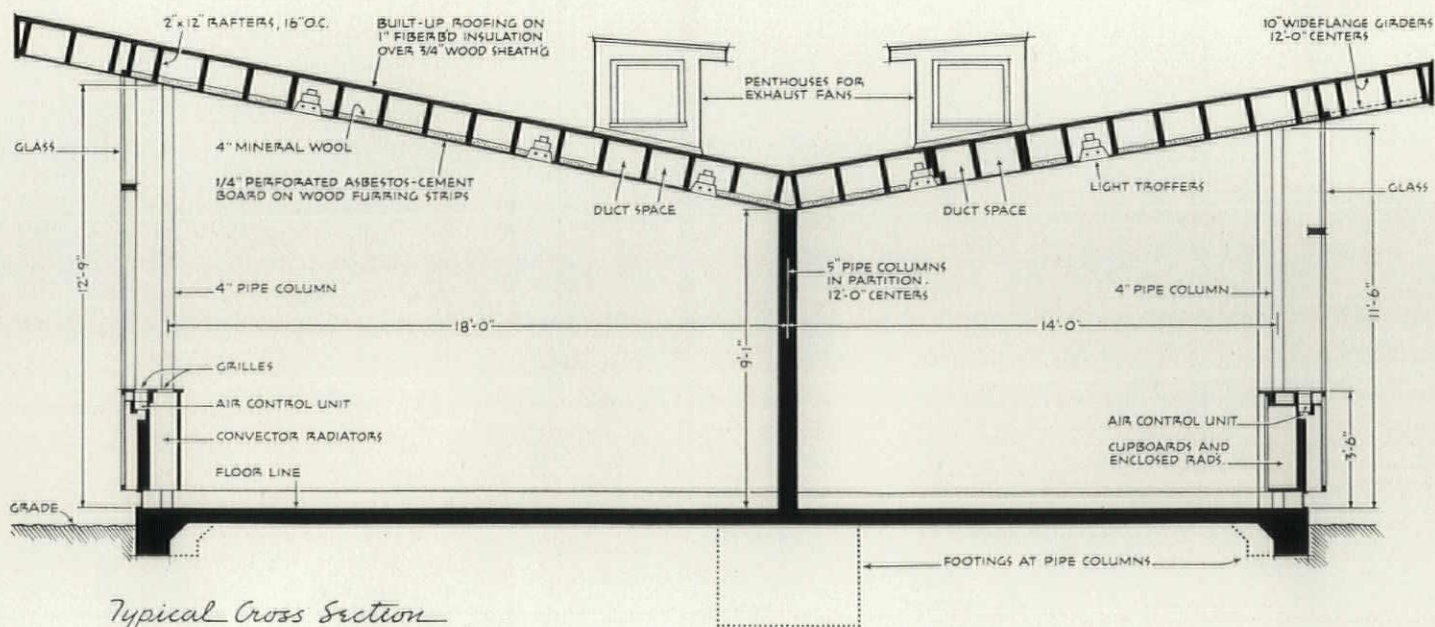 2"x12" RAFTERS, 16"O.C.
BUILT-UP ROOFING ON
1" FIBERB'D INSULATION
OVER 3/4" WOOD SHEATH'G
10" WIDEFLANGE GIRDERS
12'-0" CENTERS
PENTHOUSES FOR
EXHAUST FANS
GLASS
4" MINERAL WOOL
1/4" PERFORATED ASBESTOS-CEMENT
BOARD ON WOOD FURRING STRIPS
DUCT SPACE
DUCT SPACE
LIGHT TROFFERS
GLASS
12'-9"
4" PIPE COLUMN
18'-0"
9'-1"
5" PIPE COLUMNS
IN PARTITION.
12'-0" CENTERS
14'-0"
4" PIPE COLUMN
11'-6"
GRILLES
AIR CONTROL UNIT
CONVECTOR RADIATORS
FLOOR LINE
GRADE
AIR CONTROL UNIT
CUPBOARDS AND
ENCLOSED RAD'S.
3'-6"
FOOTINGS AT PIPE COLUMNS
Typical Cross Section